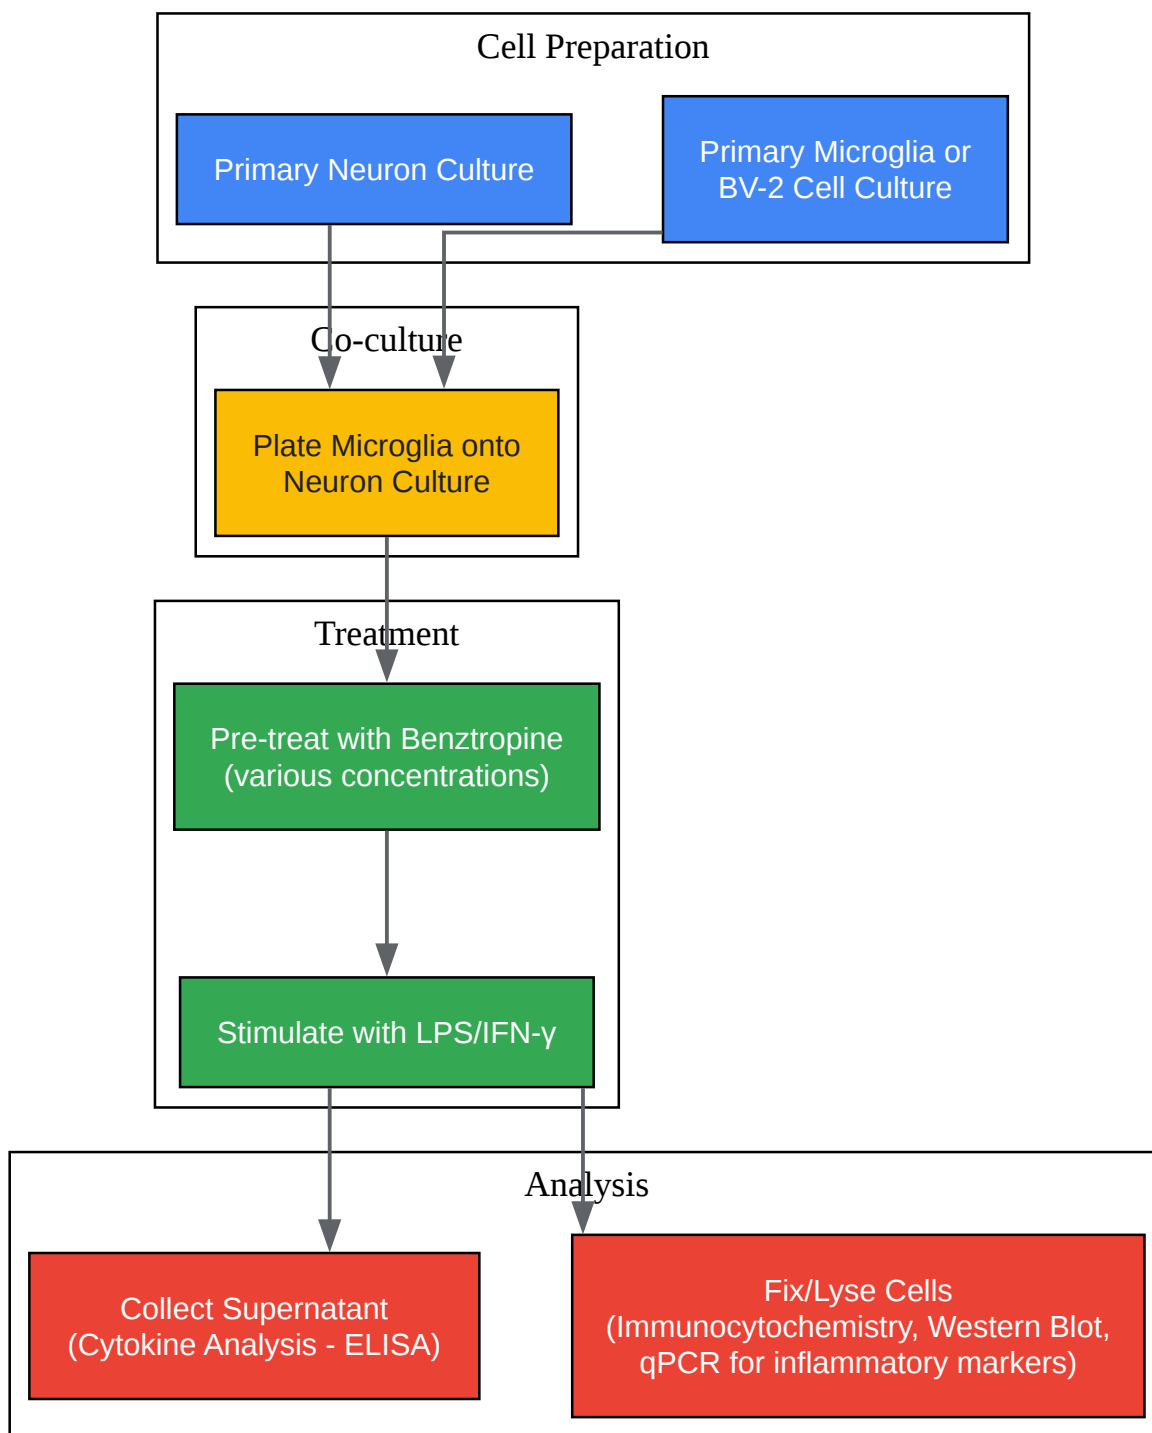 Cell Preparation
Primary Neuron Culture
Primary Microglia or
BV-2 Cell Culture
Co-culture
Plate Microglia onto
Neuron Culture
Treatment
Pre-treat with Benztropine
(various concentrations)
Stimulate with LPS/IFN-γ
Analysis
Collect Supernatant
(Cytokine Analysis - ELISA)
Fix/Lyse Cells
(Immunocytochemistry, Western Blot,
qPCR for inflammatory markers)